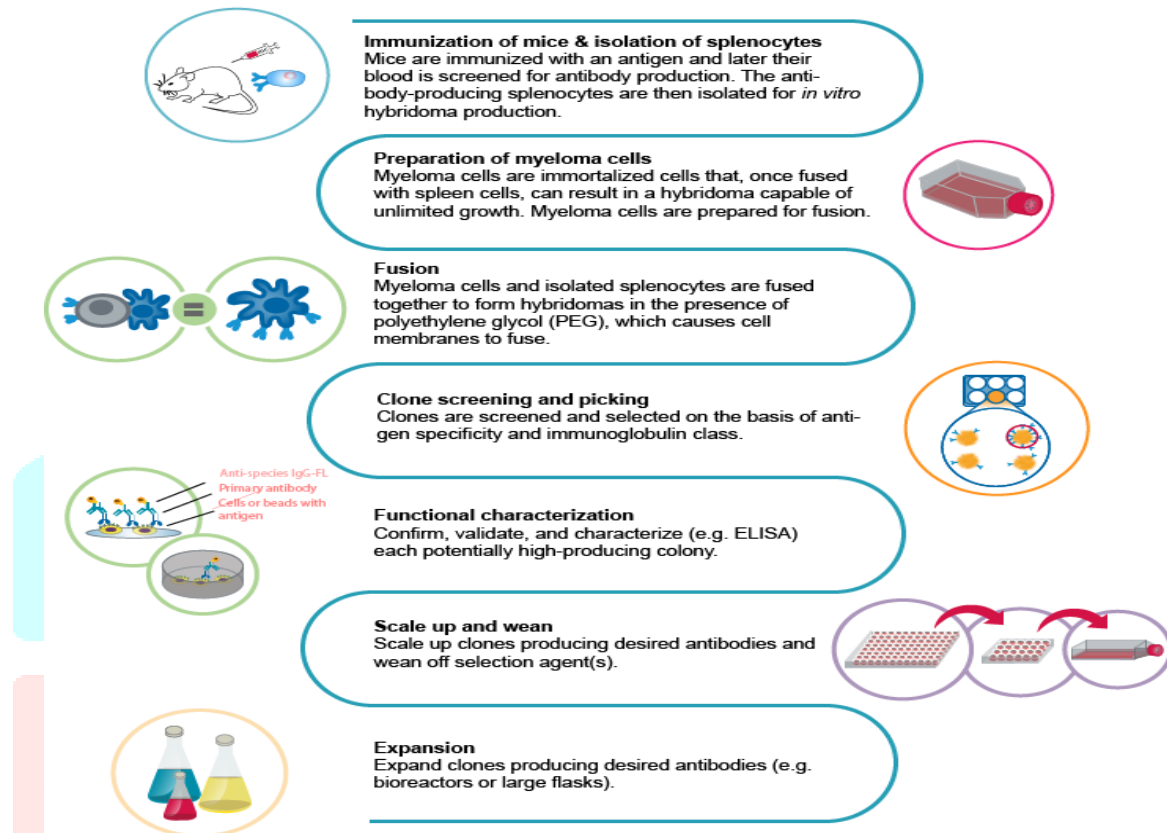 Immunization of mice & isolation of splenocytes
Mice are immunized with an antigen and later their
blood is screened for antibody production. The anti-
body-producing splenocytes are then isolated for in vitro
hybridoma production.
Preparation of myeloma cells
Myeloma cells are immortalized cells that, once fused
with spleen cells, can result in a hybridoma capable of
unlimited growth. Myeloma cells are prepared for fusion.
Fusion
Myeloma cells and isolated splenocytes are fused
together to form hybridomas in the presence of
polyethylene glycol (PEG), which causes cell
membranes to fuse.
Clone screening and picking
Clones are screened and selected on the basis of anti-
gen specificity and immunoglobulin class.
Anti-species IgG-FL
Primary antibody
Cells or beads with
antigen
Functional characterization
Confirm, validate, and characterize (e.g. ELISA)
each potentially high-producing colony.
Scale up and wean
Scale up clones producing desired antibodies and
wean off selection agent(s).
Expansion
Expand clones producing desired antibodies (e.g.
bioreactors or large flasks).